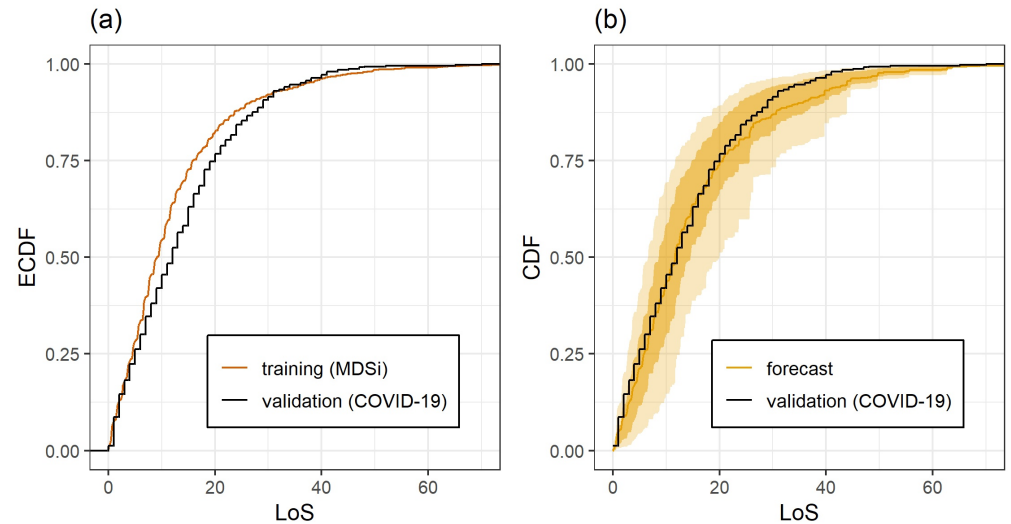 (a)
ECDF
1.00
0.75
0.50
0.25
0.00
training (MDSi)
validation (COVID-19)
0 20 40 60
LoS
(b)
CDF
1.00
0.75
0.50
0.25
0.00
forecast
validation (COVID-19)
0 20 40 60
LoS